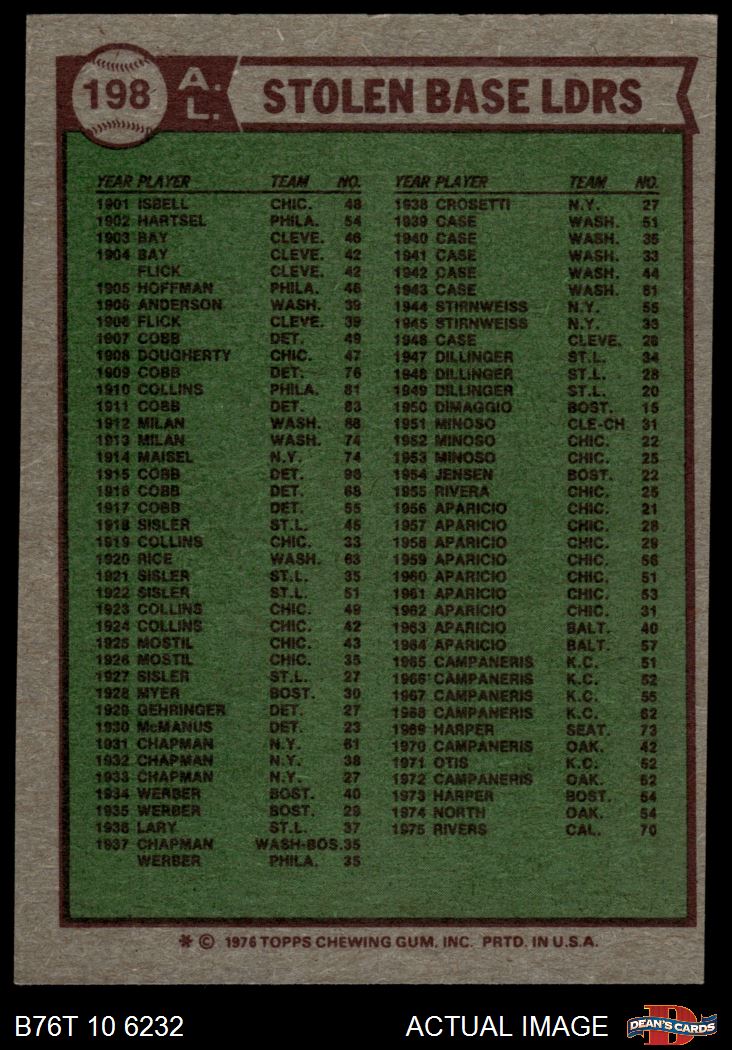 198 A.L. STOLEN BASE LDRS
YEAR PLAYER TEAM NO.
1901 ISBELL CHIC. 48
1902 HARTSEL PHILA. 54
1903 BAY CLEVE. 46
1904 BAY CLEVE. 42
FLICK CLEVE. 42
1905 HOFFMAN PHILA. 46
1906 ANDERSON WASH. 39
1906 FLICK CLEVE. 39
1907 COBB DET. 49
1908 DOUGHERTY CHIC. 47
1909 COBB DET. 76
1910 COLLINS PHILA. 81
1911 COBB DET. 83
1912 MILAN WASH. 88
1913 MILAN WASH. 74
1914 MAISEL N.Y. 74
1915 COBB DET. 96
1916 COBB DET. 68
1917 COBB DET. 55
1918 SISLER ST.L. 45
1919 COLLINS CHIC. 33
1920 RICE WASH. 63
1921 SISLER ST.L. 35
1922 SISLER ST.L. 51
1923 COLLINS CHIC. 49
1924 COLLINS CHIC. 42
1925 MOSTIL CHIC. 43
1926 MOSTIL CHIC. 35
1927 SISLER ST.L. 27
1928 MYER BOST. 30
1929 GEHRINGER DET. 27
1930 McMANUS DET. 23
1931 CHAPMAN N.Y. 61
1932 CHAPMAN N.Y. 38
1933 CHAPMAN N.Y. 27
1934 WERBER BOST. 40
1935 WERBER BOST. 29
1936 LARY ST.L. 37
1937 CHAPMAN WASH-BOS. 35
WERBER PHILA. 35
YEAR PLAYER TEAM NO.
1938 CROSETTI N.Y. 27
1939 CASE WASH. 51
1940 CASE WASH. 35
1941 CASE WASH. 33
1942 CASE WASH. 44
1943 CASE WASH. 61
1944 STIRNWEISS N.Y. 55
1945 STIRNWEISS N.Y. 33
1946 CASE CLEVE. 28
1947 DILLINGER ST.L. 34
1948 DILLINGER ST.L. 28
1949 DILLINGER ST.L. 20
1950 DIMAGGIO BOST. 15
1951 MINOSO CLE-CH 31
1952 MINOSO CHIC. 22
1953 MINOSO CHIC. 25
1954 JENSEN BOST. 22
1955 RIVERA CHIC. 25
1956 APARICIO CHIC. 21
1957 APARICIO CHIC. 28
1958 APARICIO CHIC. 29
1959 APARICIO CHIC. 56
1960 APARICIO CHIC. 51
1961 APARICIO CHIC. 53
1962 APARICIO CHIC. 31
1963 APARICIO BALT. 40
1964 APARICIO BALT. 57
1965 CAMPANERIS K.C. 51
1966 CAMPANERIS K.C. 52
1967 CAMPANERIS K.C. 55
1968 CAMPANERIS K.C. 62
1969 HARPER SEAT. 73
1970 CAMPANERIS OAK. 42
1971 OTIS K.C. 52
1972 CAMPANERIS OAK. 52
1973 HARPER BOST. 54
1974 NORTH OAK. 54
1975 RIVERS CAL. 70
* © 1976 TOPPS CHEWING GUM, INC. PRTD. IN U.S.A.
B76T 10 6232 ACTUAL IMAGE
D DEAN'S CARDS